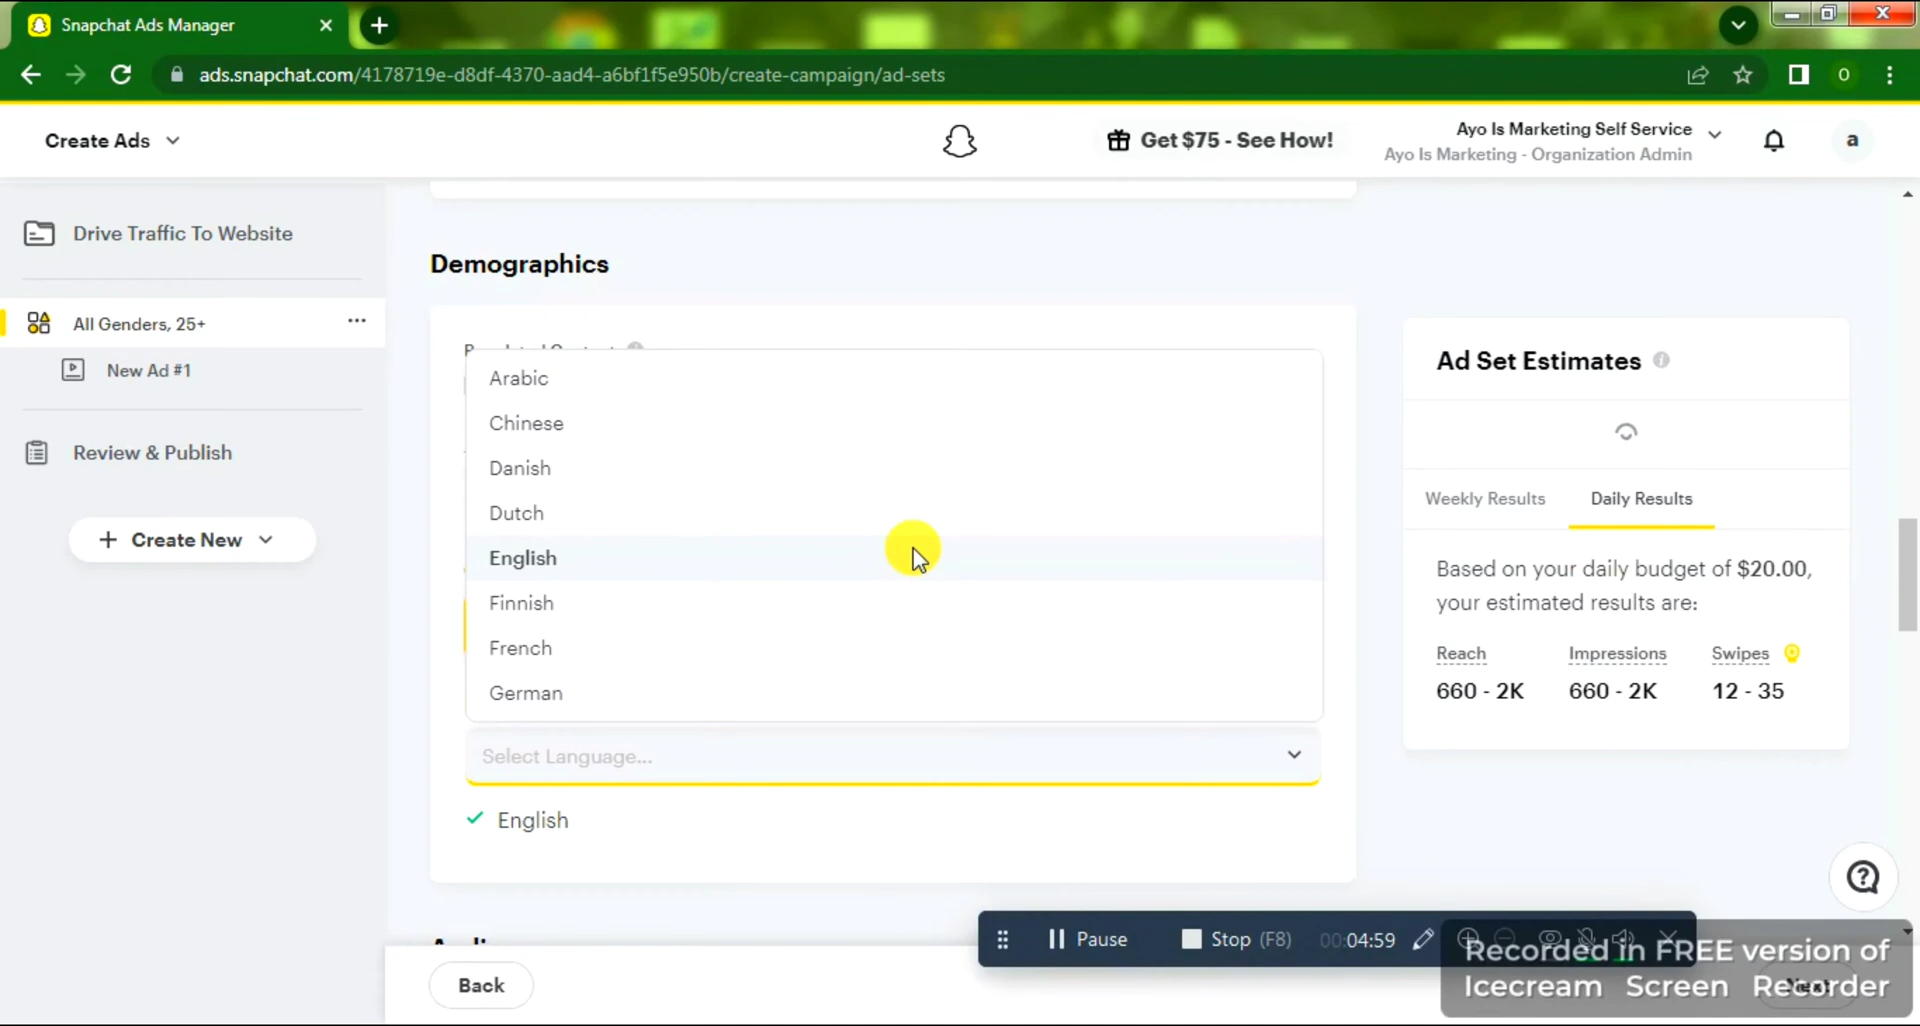 Snapchat Ads Manager
ads.snapchat.com/4178719e-d8df-4370-aad4-a6bf1f5e950b/create-campaign/ad-sets
O
Create Ads
Get $75 - See How!
Ayo Is Marketing Self Service
Ayo Is Marketing - Organization Admin
a
Drive Traffic To Website
All Genders, 25+
New Ad #1
Review & Publish
+ Create New
Demographics
Arabic
Chinese
Danish
Dutch
English
Finnish
French
German
Select Language...
English
Ad Set Estimates
Weekly Results
Daily Results
Based on your daily budget of $20.00,
your estimated results are:
Reach
Impressions
Swipes
660 - 2K
660 - 2K
12 - 35
Back
Pause
Stop (F8)
00:04:59
Recorded in FREE version of
Icecream Screen Recorder